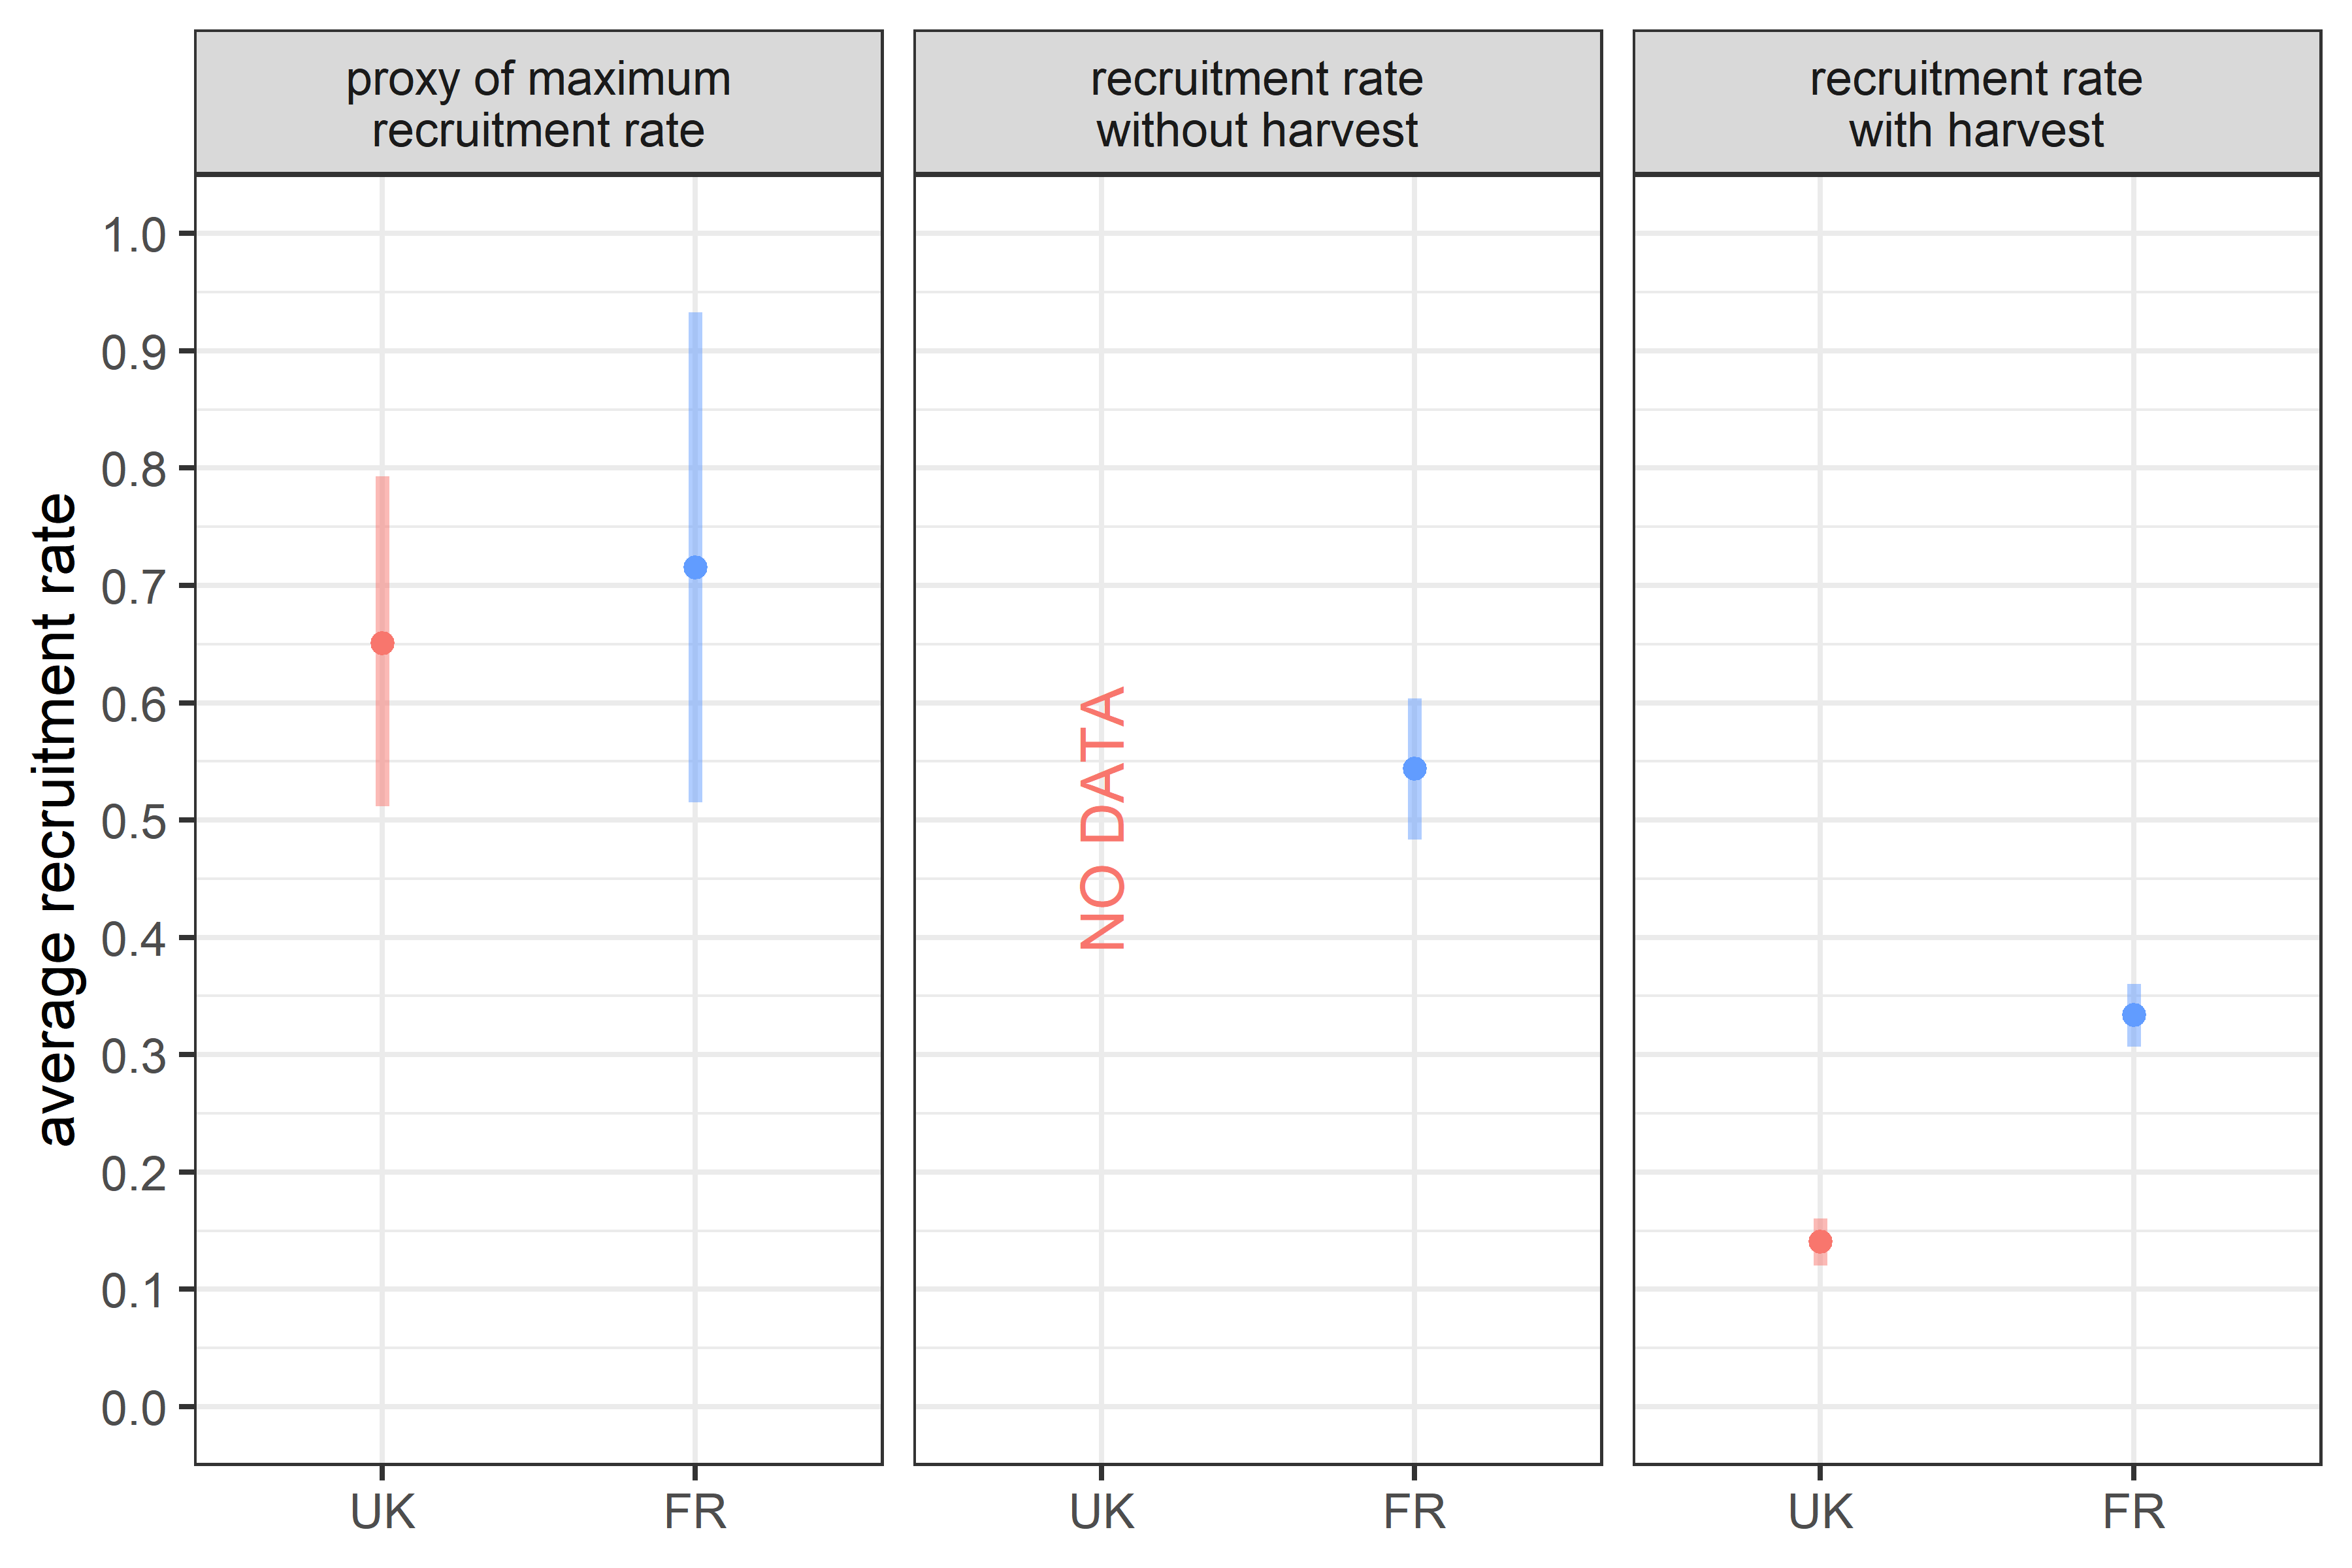 proxy of maximum
recruitment rate
recruitment rate
without harvest
recruitment rate
with harvest
average recruitment rate
1.0
0.9
0.8
0.7
0.6
0.5
0.4
0.3
0.2
0.1
0.0
NO DATA
UK
FR
UK
FR
UK
FR